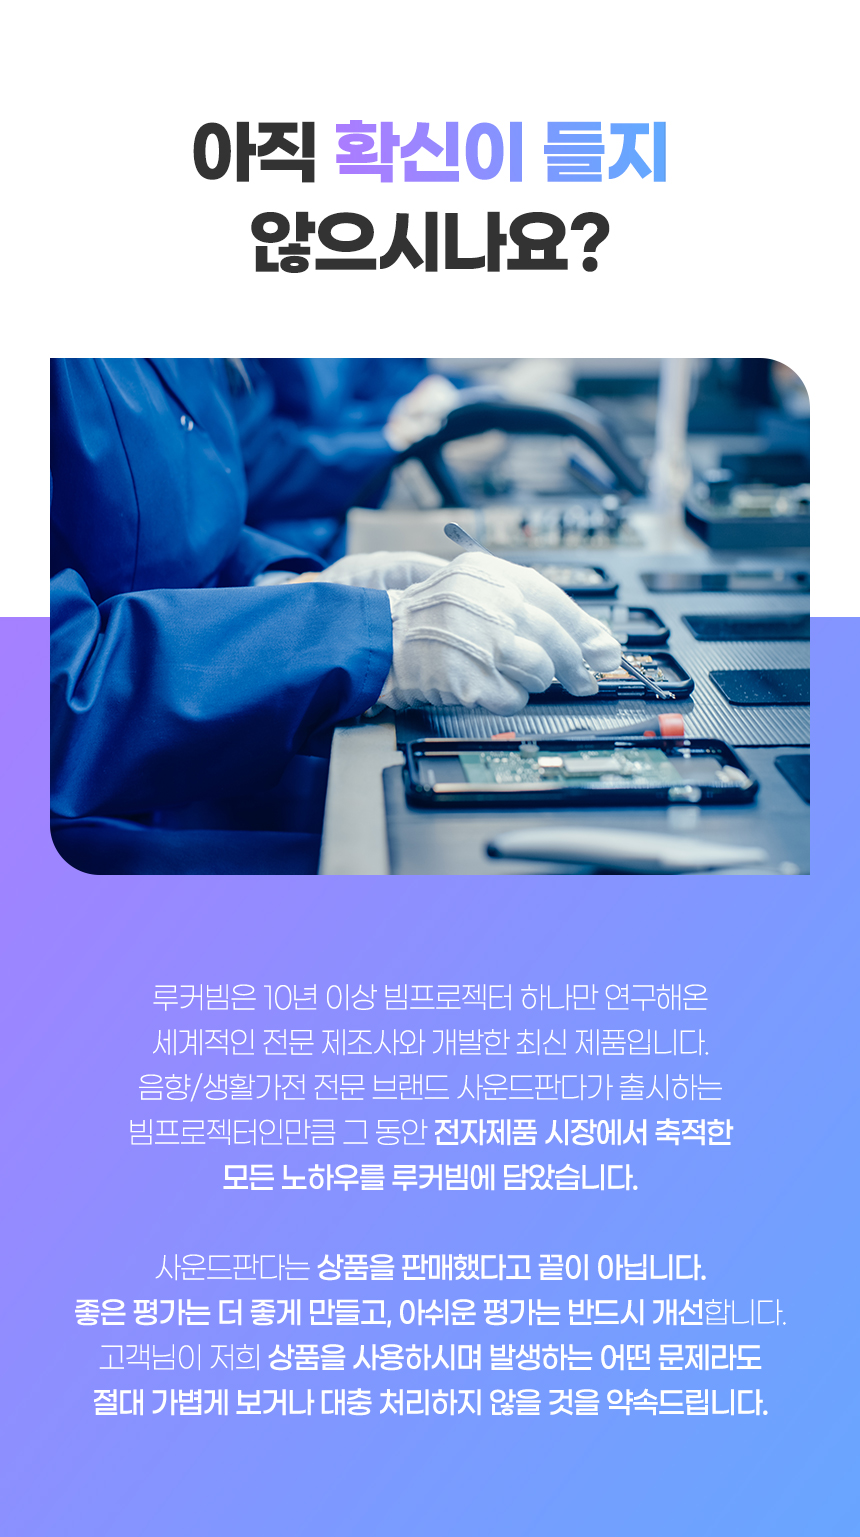 아직 확신이 들지
않으시나요?
루커빔은 10년 이상 빔프로젝터 하나만 연구해온
세계적인 전문 제조사와 개발한 최신 제품입니다.
음향/생활가전 전문 브랜드 사운드판다가 출시하는
빔프로젝터인만큼 그 동안 전자제품 시장에서 축적한
모든 노하우를 루커빔에 담았습니다.
사운드판다는 상품을 판매했다고 끝이 아닙니다.
좋은 평가는 더 좋게 만들고, 아쉬운 평가는 반드시 개선합니다.
고객님이 저희 상품을 사용하시며 발생하는 어떤 문제라도
절대 가볍게 보거나 대충 처리하지 않을 것을 약속드립니다.